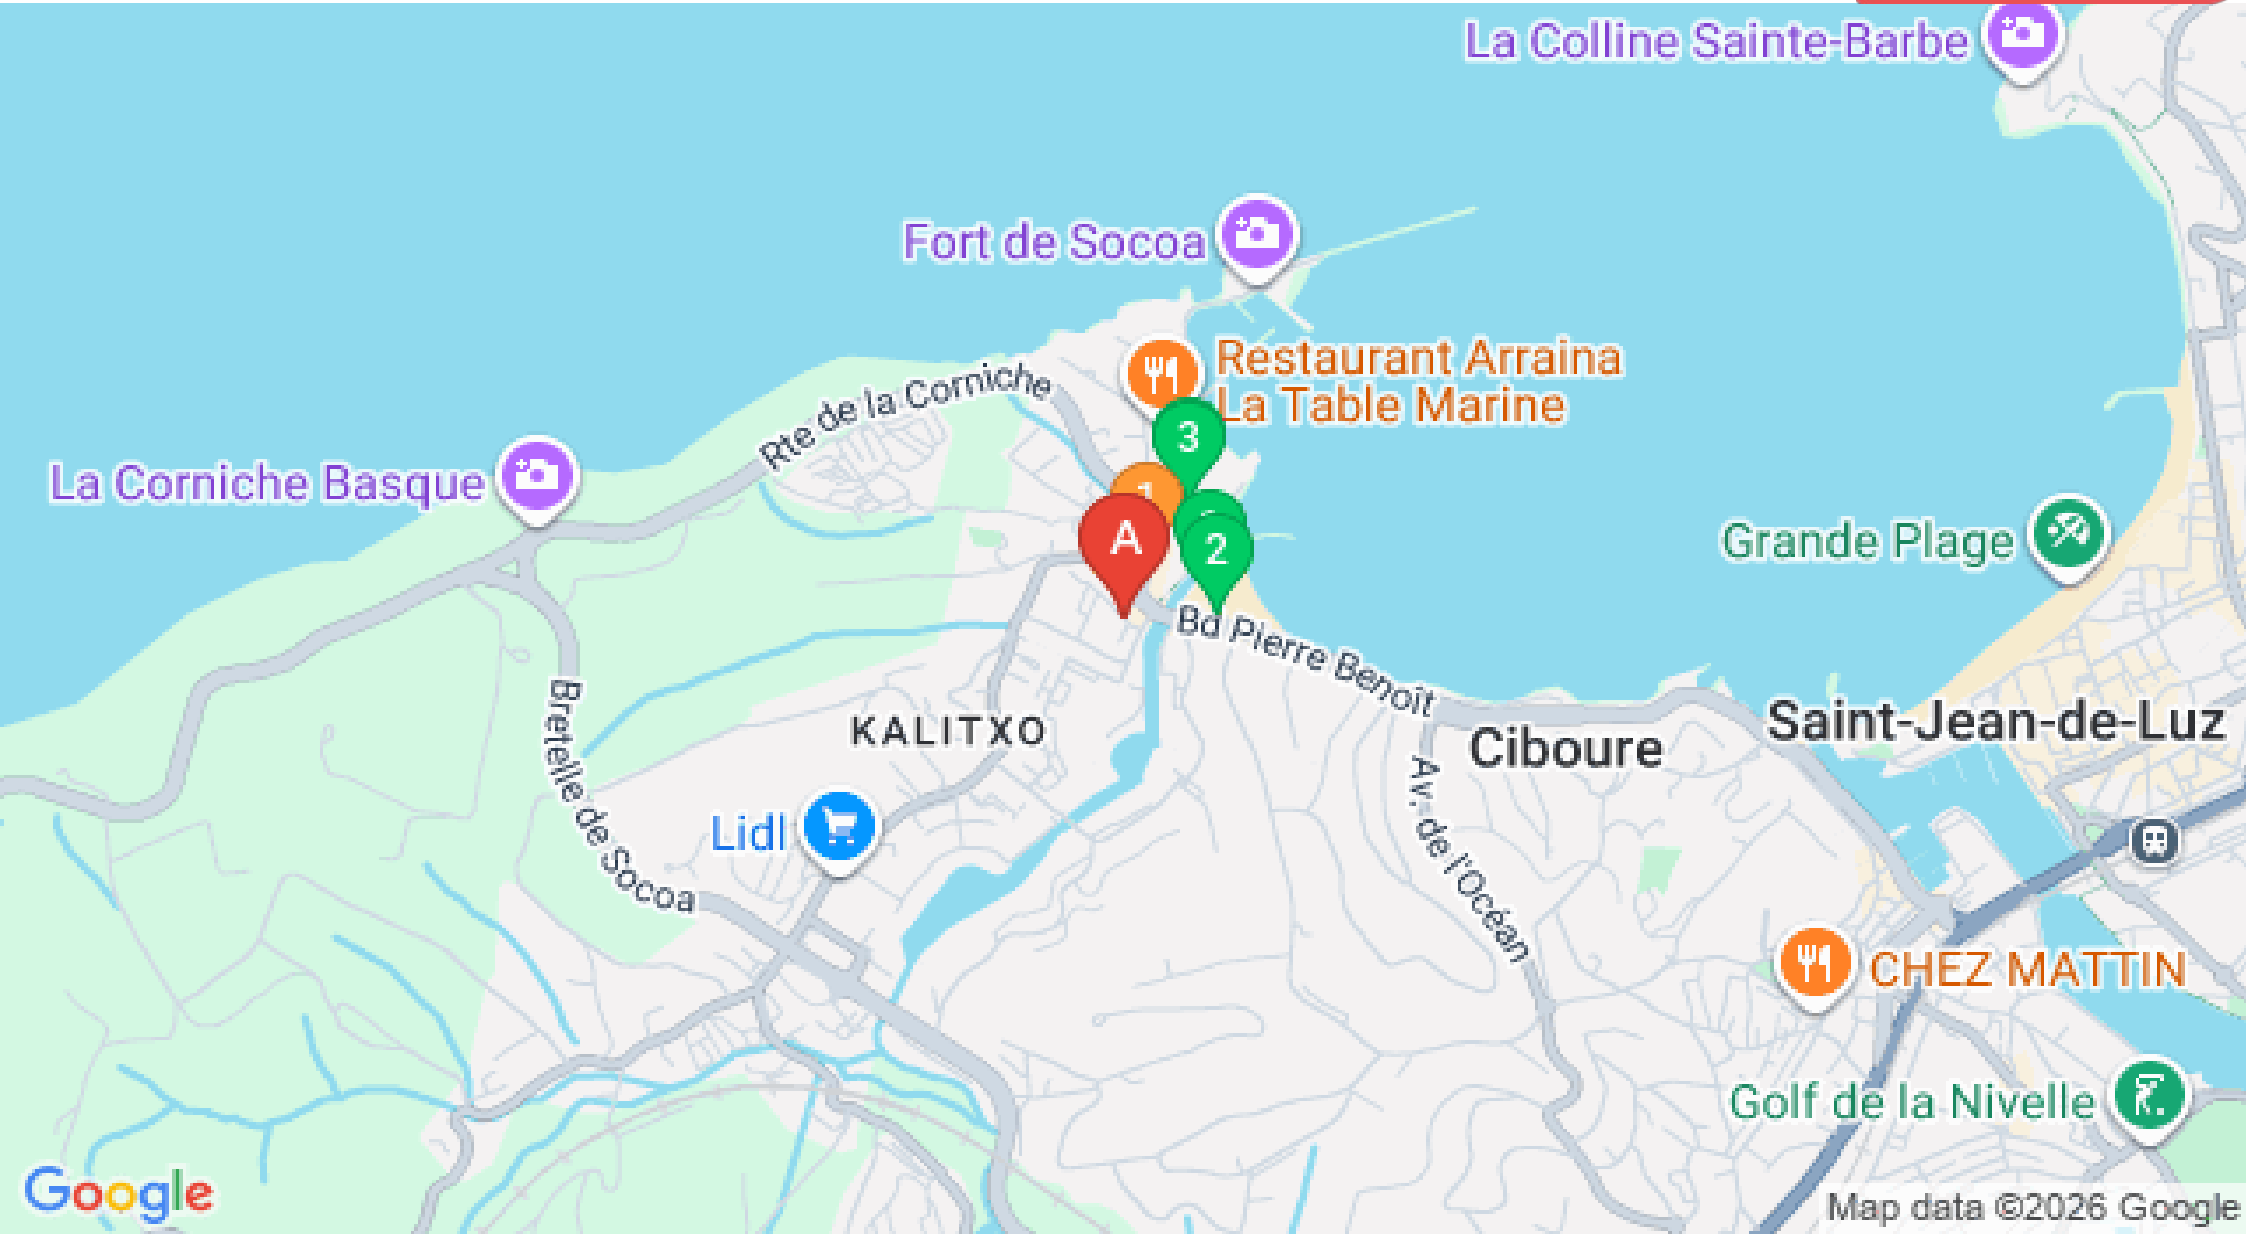 La Colline Sainte-Barbe
Fort de Socoa
Restaurant Arraina
La Table Marine
Rte de la Corniche
3
La Corniche Basque
1
A
2
Grande Plage
Bd Pierre Benoît
Bretelle de Socoa
KALITXO
Ciboure
Saint-Jean-de-Luz
Av. de l'Océan
Lidl
CHEZ MATTIN
Golf de la Nivelle
Google
Map data ©2026 Google